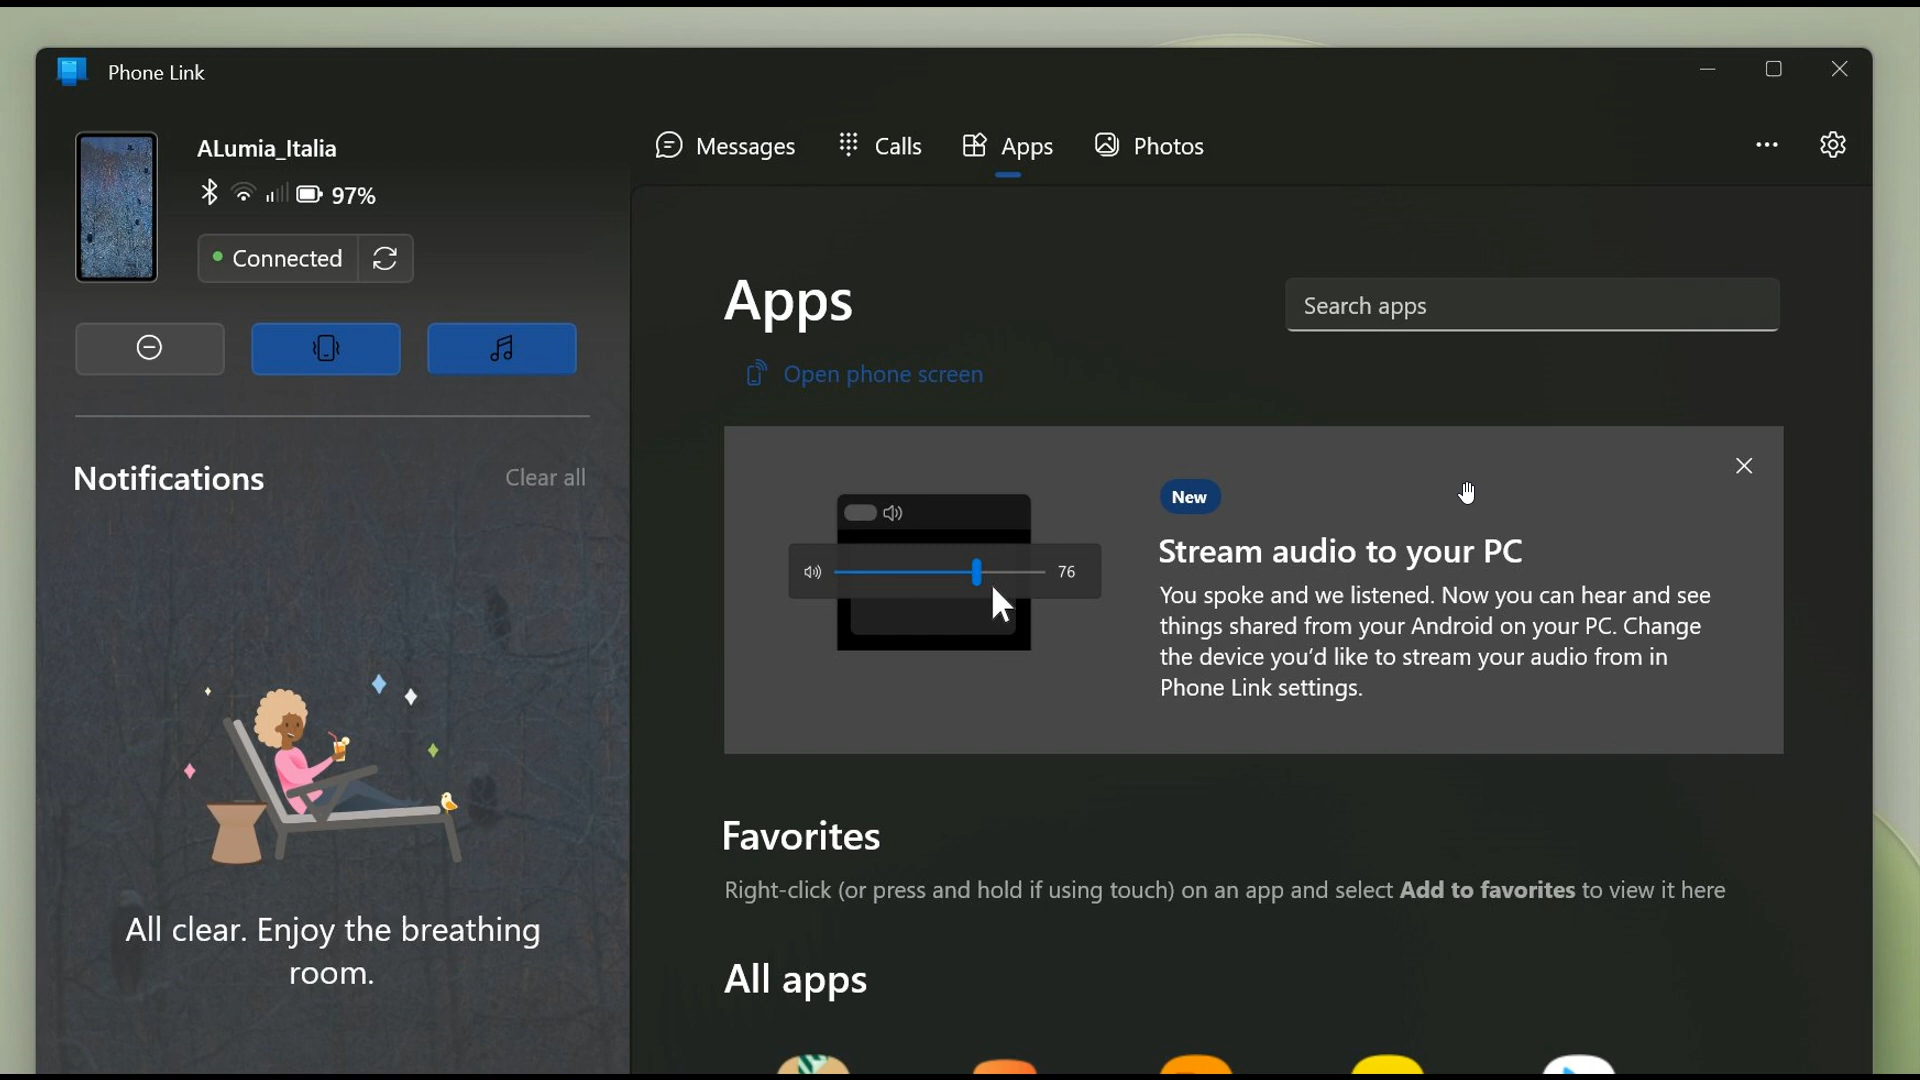 Phone Link
ALumia_Italia
97%
Connected
Messages Calls Apps Photos
Apps
Search apps
Open phone screen
Notifications
Clear all
New
76
Stream audio to your PC
You spoke and we listened. Now you can hear and see
things shared from your Android on your PC. Change
the device you'd like to stream your audio from in
Phone Link settings.
Favorites
Right-click (or press and hold if using touch) on an app and select Add to favorites to view it here
All clear. Enjoy the breathing
room.
All apps